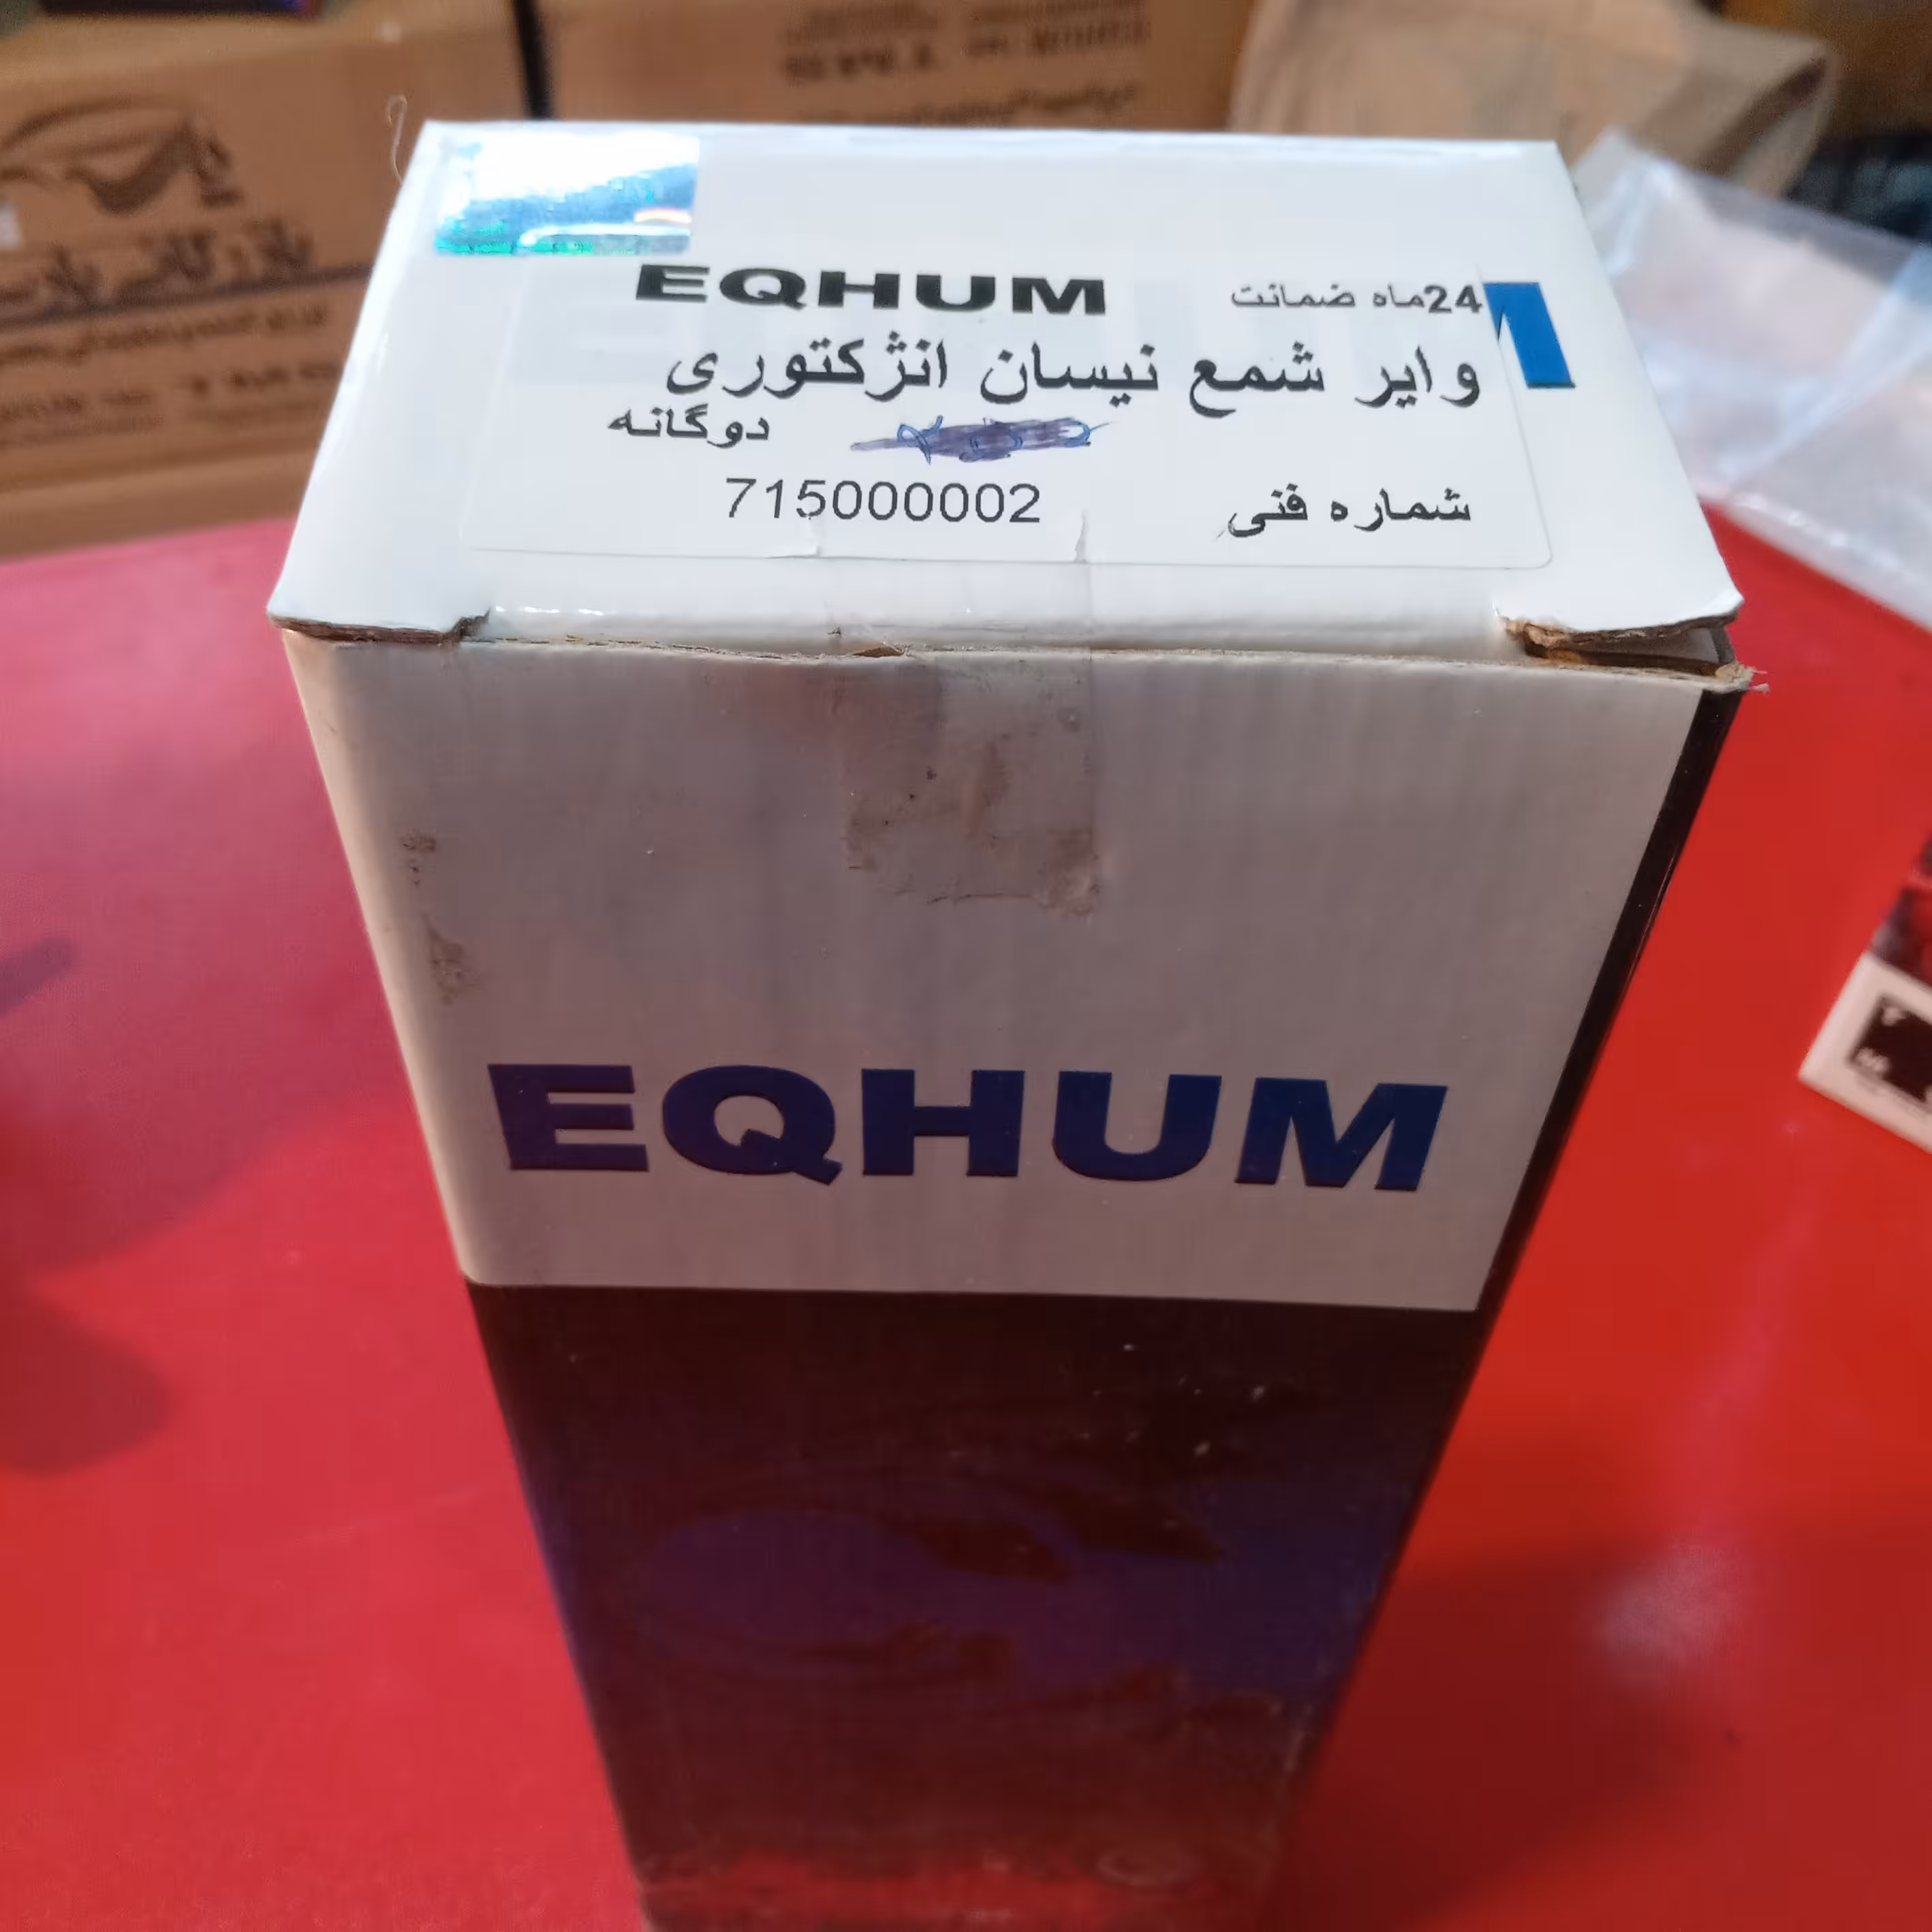 EQHUM 24ماه ضمانت
وایر شمع نیسان انژکتوری
دوگانه
شماره فنی 715000002
EQHUM